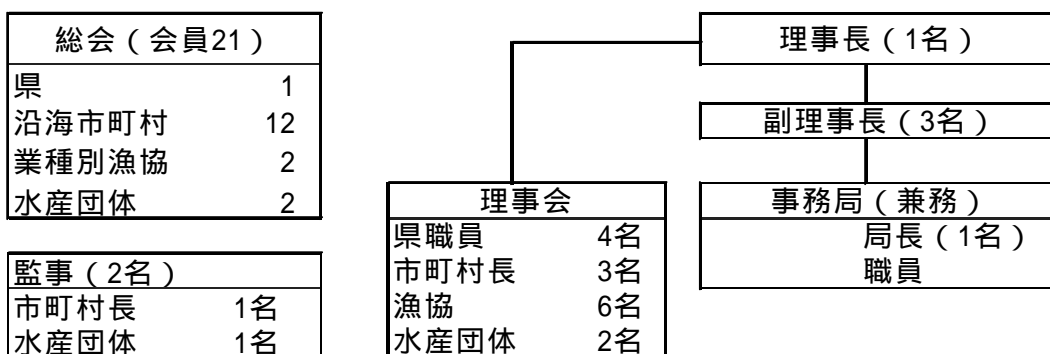 総会（会員21）
県 1
沿海市町村 12
業種別漁協 2
水産団体 2
監事（2名）
市町村長 1名
水産団体 1名
理事会
県職員 4名
市町村長 3名
漁協 6名
水産団体 2名
理事長（1名）
副理事長（3名）
事務局（兼務）
局長（1名）
職員